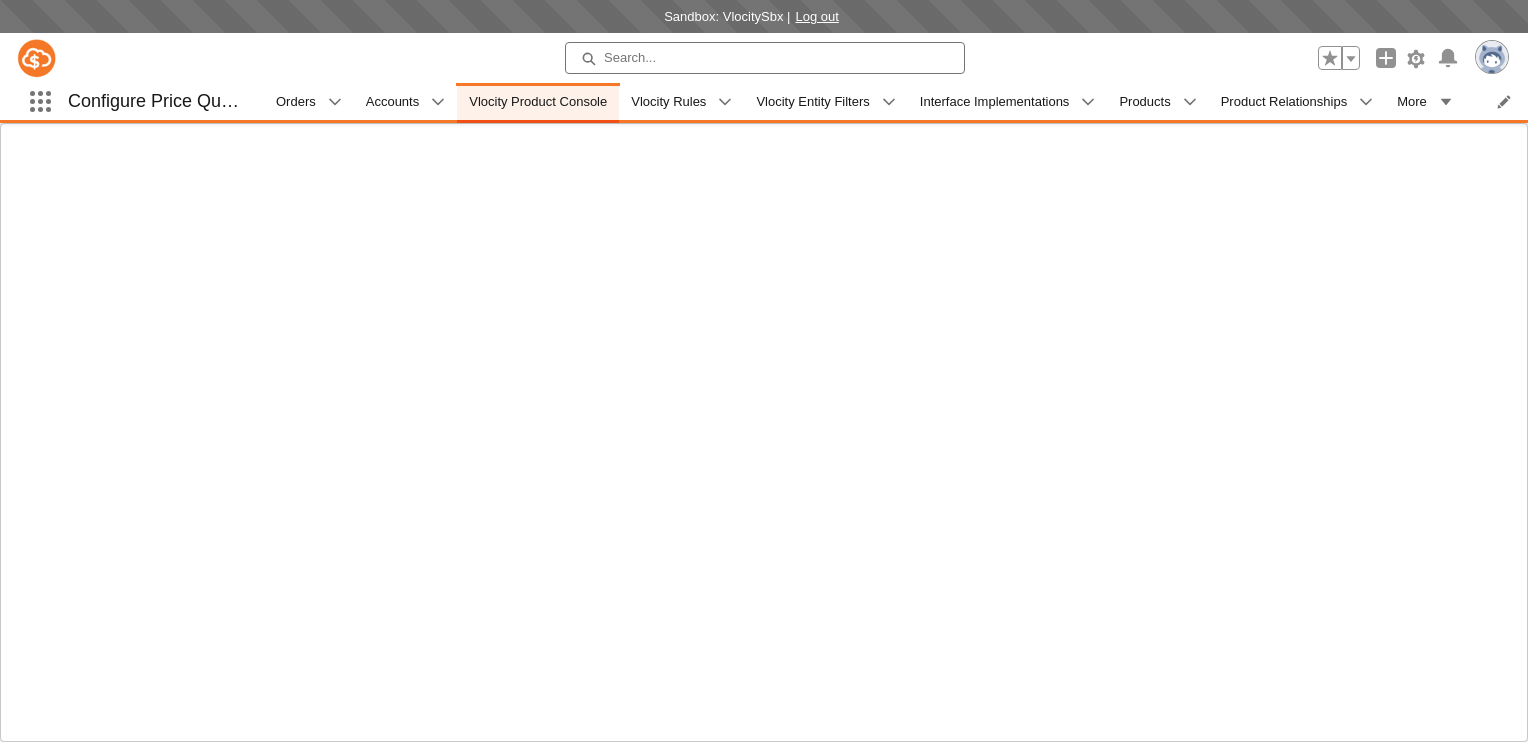 Sandbox: VlocitySbx | Log out
Search...
Configure Price Qu… Orders Accounts Vlocity Product Console Vlocity Rules Vlocity Entity Filters Interface Implementations Products Product Relationships More